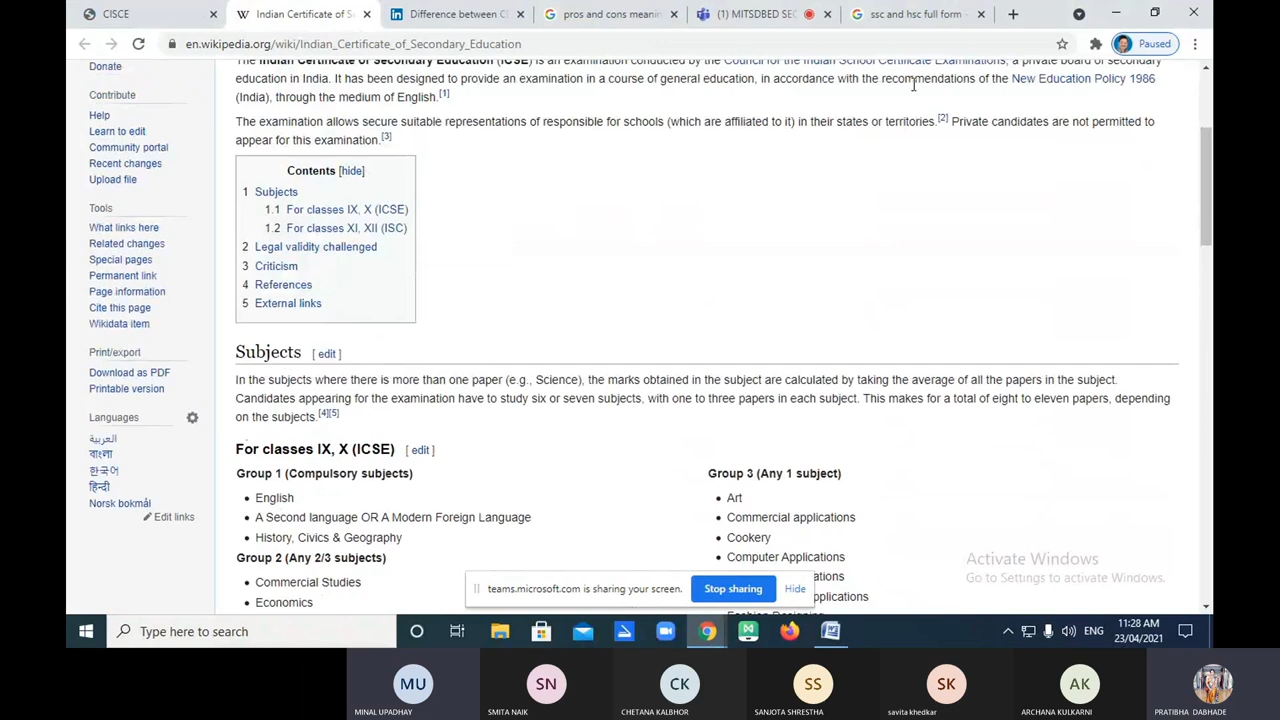 CISCE
Indian Certificate of S
Difference between C
pros and cons meanin
(1) MITSDBED SEC
ssc and hsc full form -
en.wikipedia.org/wiki/Indian_Certificate_of_Secondary_Education
Paused
Donate
Contribute
Help
Learn to edit
Community portal
Recent changes
Upload file
Tools
What links here
Related changes
Special pages
Permanent link
Page information
Cite this page
Wikidata item
Print/export
Download as PDF
Printable version
Languages
العربية
বাংলা
한국어
हिन्दी
Norsk bokmål
Edit links
The Indian Certificate of Secondary Education (ICSE) is an examination conducted by the Council for the Indian School Certificate Examinations, a private board of secondary
education in India. It has been designed to provide an examination in a course of general education, in accordance with the recommendations of the New Education Policy 1986
(India), through the medium of English.[1]
The examination allows secure suitable representations of responsible for schools (which are affiliated to it) in their states or territories.[2] Private candidates are not permitted to
appear for this examination.[3]
Contents [hide]
1 Subjects
1.1 For classes IX, X (ICSE)
1.2 For classes XI, XII (ISC)
2 Legal validity challenged
3 Criticism
4 References
5 External links
Subjects [ edit ]
In the subjects where there is more than one paper (e.g., Science), the marks obtained in the subject are calculated by taking the average of all the papers in the subject.
Candidates appearing for the examination have to study six or seven subjects, with one to three papers in each subject. This makes for a total of eight to eleven papers, depending
on the subjects.[4][5]
For classes IX, X (ICSE) [ edit ]
Group 1 (Compulsory subjects)
English
A Second language OR A Modern Foreign Language
History, Civics & Geography
Group 2 (Any 2/3 subjects)
Commercial Studies
Economics
Group 3 (Any 1 subject)
Art
Commercial applications
Cookery
Computer Applications
ations
pplications
Activate Windows
Go to Settings to activate Windows.
teams.microsoft.com is sharing your screen.
Stop sharing
Hide
Type here to search
ENG
11:28 AM
23/04/2021
MU
MINAL UPADHAY
SN
SMITA NAIK
CK
CHETANA KALBHOR
SS
SANJOTA SHRESTHA
SK
savita khedkar
AK
ARCHANA KULKARNI
PRATIBHA DABHADE